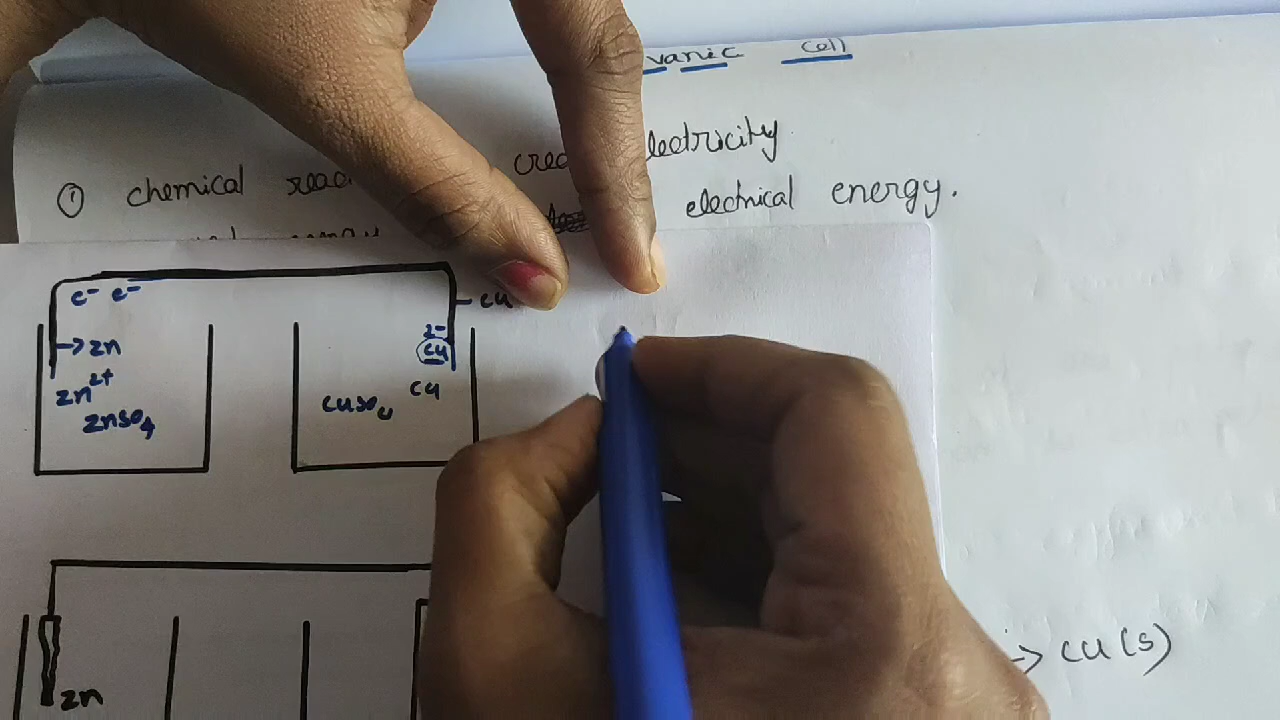 vanic cell
electricity
① chemical
electrical energy.
e⁻ e⁻
cu
→ zn
2-
cu
zn²⁺
cu
znso₄
cuso₄
zn
→ cu(s)